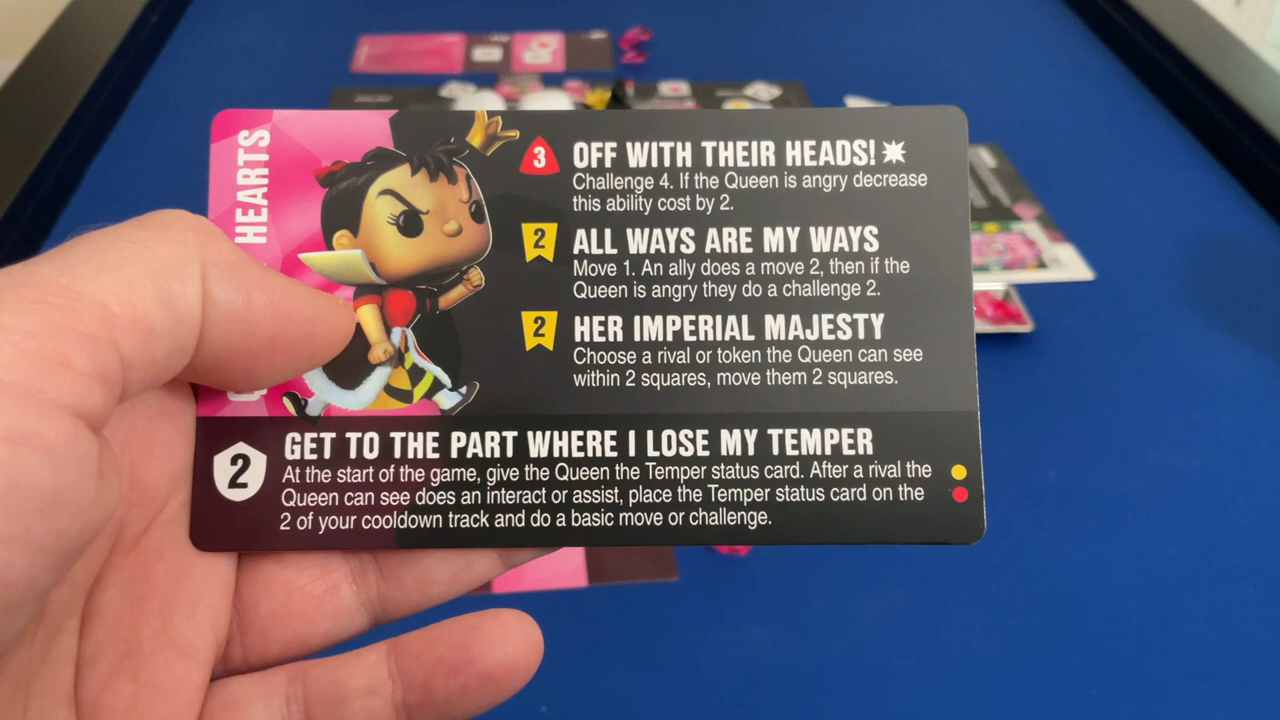 HEARTS
3 OFF WITH THEIR HEADS!
Challenge 4. If the Queen is angry decrease
this ability cost by 2.
2 ALL WAYS ARE MY WAYS
Move 1. An ally does a move 2, then if the
Queen is angry they do a challenge 2.
2 HER IMPERIAL MAJESTY
Choose a rival or token the Queen can see
within 2 squares, move them 2 squares.
2 GET TO THE PART WHERE I LOSE MY TEMPER
At the start of the game, give the Queen the Temper status card. After a rival the
Queen can see does an interact or assist, place the Temper status card on the
2 of your cooldown track and do a basic move or challenge.